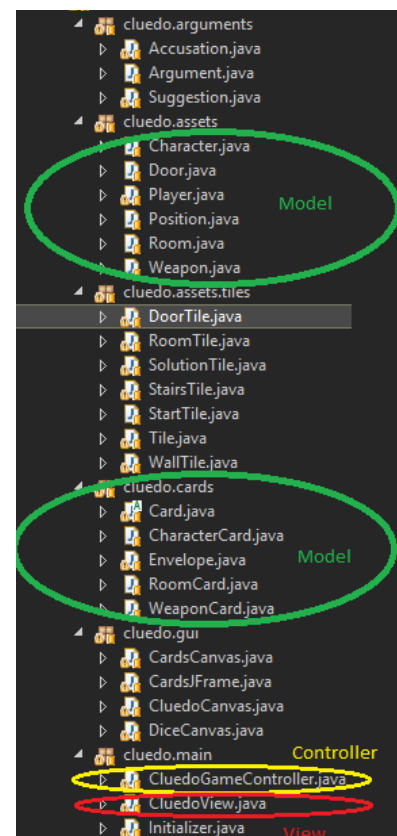 cluedo.arguments
Accusation.java
Argument.java
Suggestion.java
cluedo.assets
Character.java
Door.java
Player.java
Position.java
Model
Room.java
Weapon.java
cluedo.assets.tiles
DoorTile.java
RoomTile.java
SolutionTile.java
StairsTile.java
StartTile.java
Tile.java
WallTile.java
cluedo.cards
A
Card.java
CharacterCard.java
Envelope.java
Model
RoomCard.java
WeaponCard.java
cluedo.gui
CardsCanvas.java
CardsJFrame.java
CluedoCanvas.java
DiceCanvas.java
cluedo.main
Controller
CluedoGameController.java
CluedoView.java
Initializer.java
View